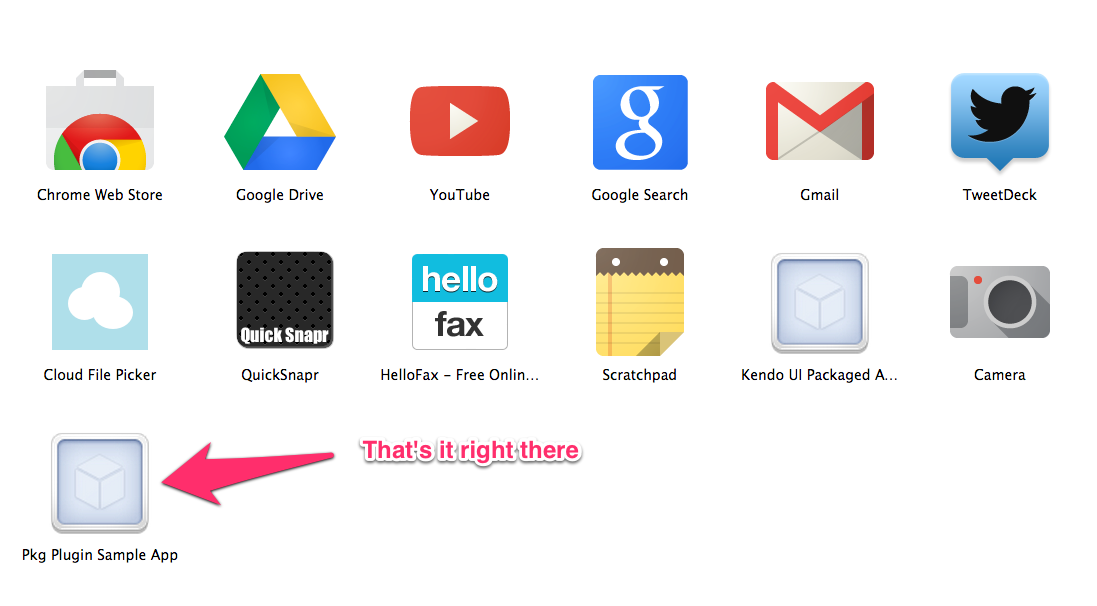 Chrome Web Store
Google Drive
YouTube
g
Google Search
Gmail
TweetDeck
Cloud File Picker
Quick Snapr
QuickSnapr
hello
fax
HelloFax - Free Onlin...
Scratchpad
Kendo UI Packaged A...
Camera
That's it right there
Pkg Plugin Sample App